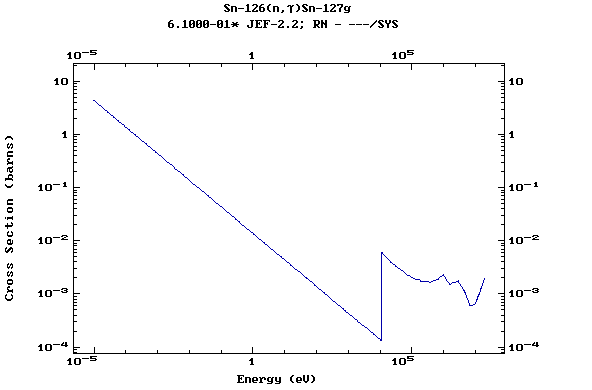 Sn-126(n,γ)Sn-127g
6.1000-01* JEF-2.2; RN - ---/SYS
10⁻⁵ 10⁵
10 10
1 1
10⁻¹ 10⁻¹
10⁻² 10⁻²
10⁻³ 10⁻³
10⁻⁴ 10⁻⁴
10⁻⁵ 1 10⁵
Cross Section (barns)
Energy (eV)